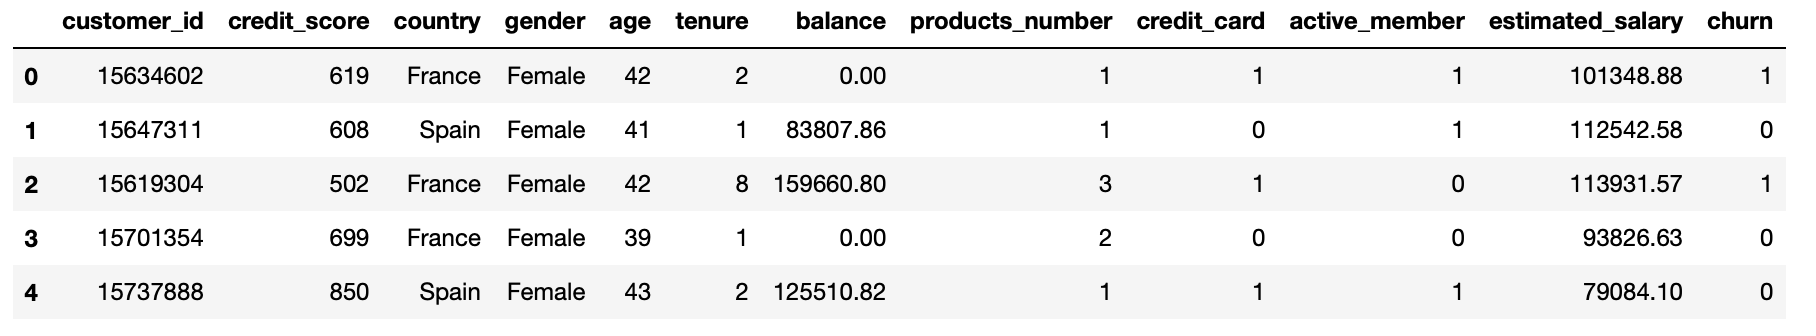 customer_id credit_score country gender age tenure balance products_number credit_card active_member estimated_salary churn
0 15634602 619 France Female 42 2 0.00 1 1 1 101348.88 1
1 15647311 608 Spain Female 41 1 83807.86 1 0 1 112542.58 0
2 15619304 502 France Female 42 8 159660.80 3 1 0 113931.57 1
3 15701354 699 France Female 39 1 0.00 2 0 0 93826.63 0
4 15737888 850 Spain Female 43 2 125510.82 1 1 1 79084.10 0